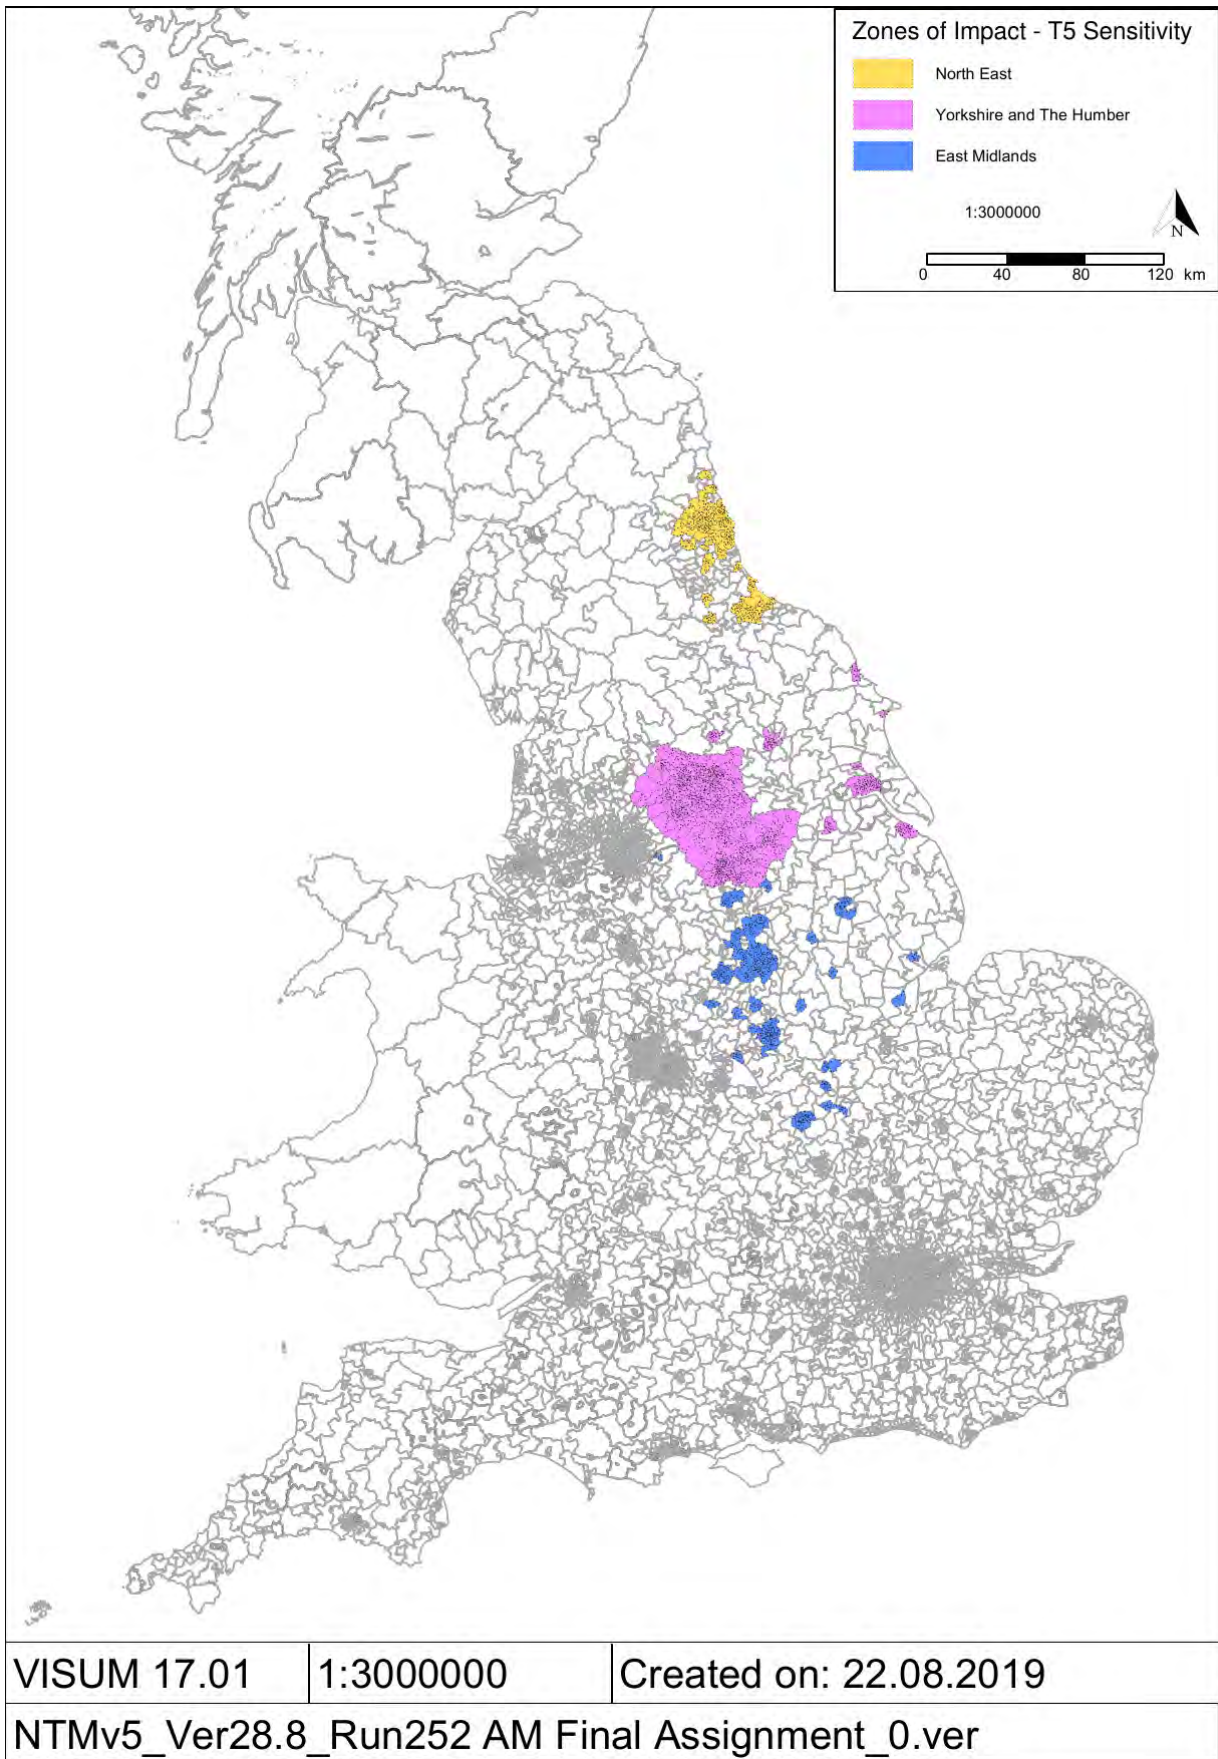 Zones of Impact - T5 Sensitivity
North East
Yorkshire and The Humber
East Midlands
1:3000000
N
0 40 80 120 km
VISUM 17.01 1:3000000 Created on: 22.08.2019
NTMv5_Ver28.8_Run252 AM Final Assignment_0.ver